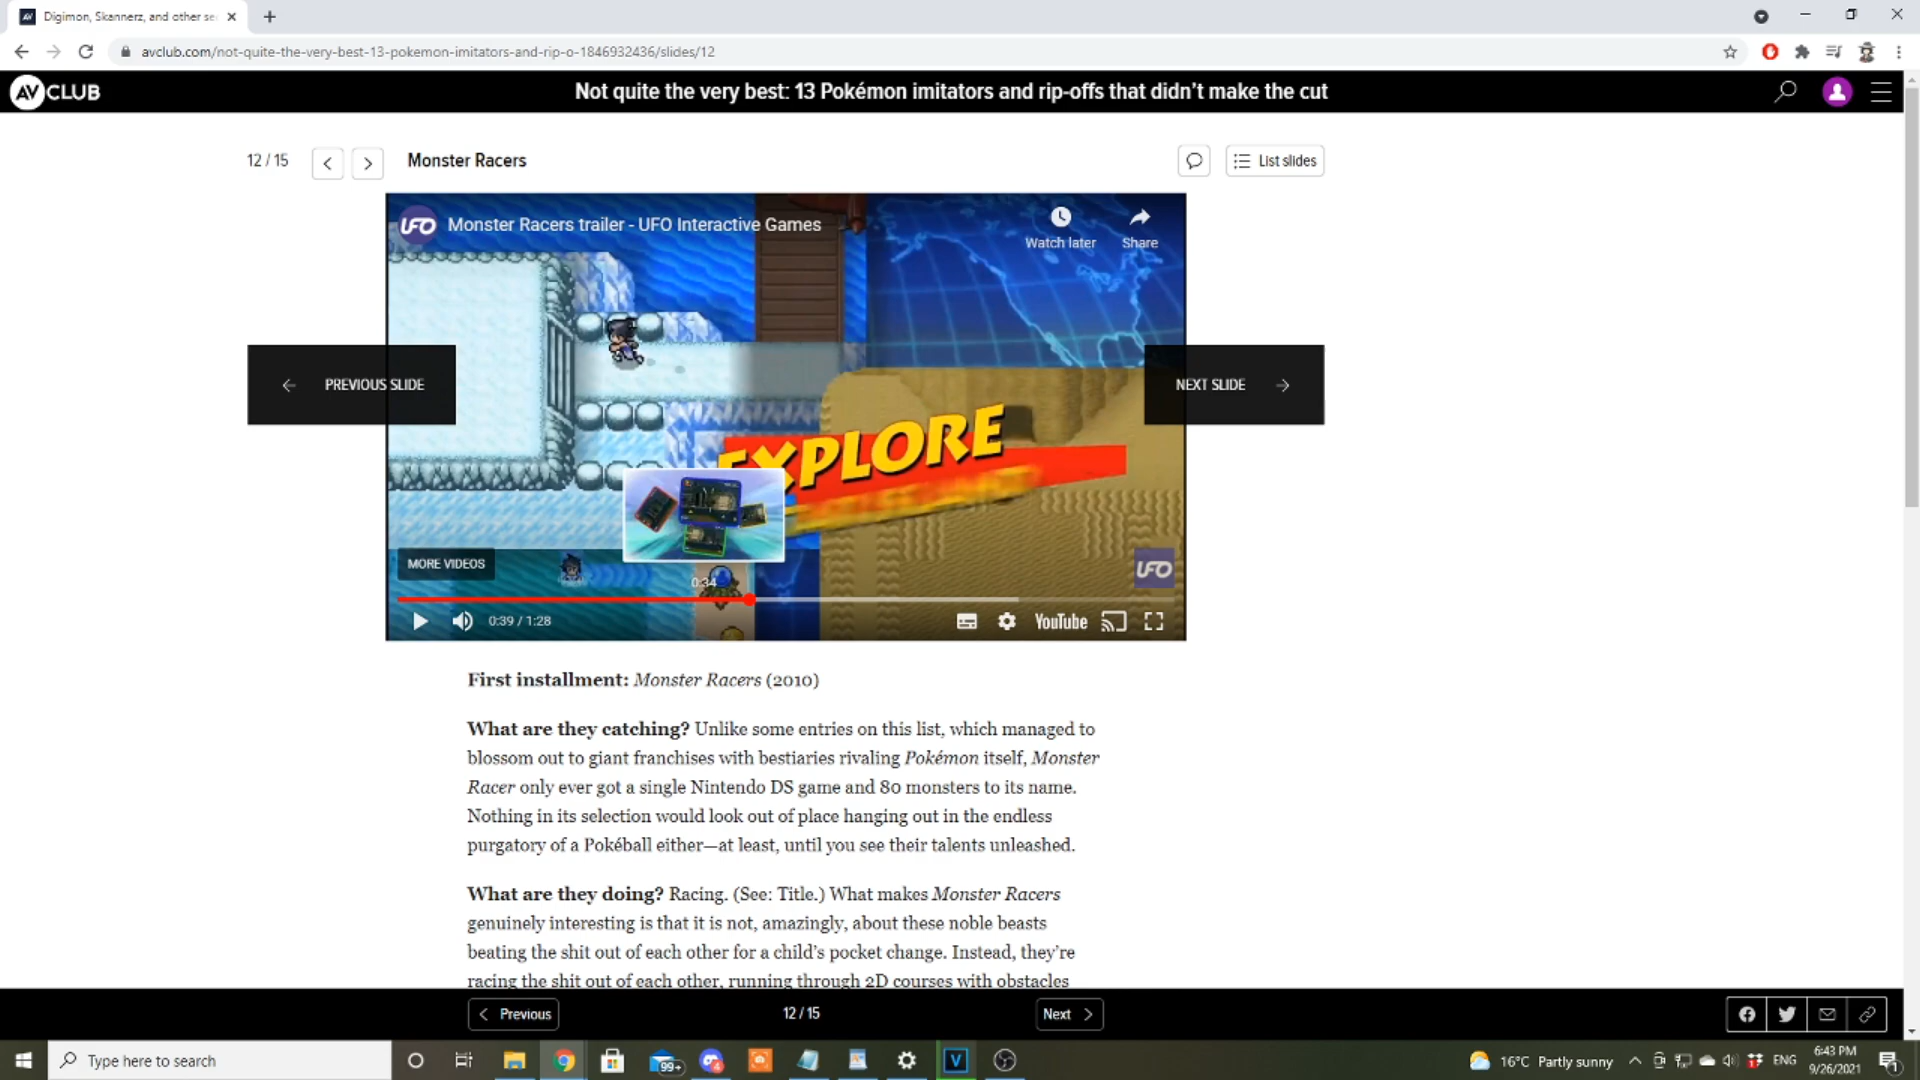 Digimon, Skannerz, and other se
avclub.com/not-quite-the-very-best-13-pokemon-imitators-and-rip-o-1846932436/slides/12
AV CLUB
Not quite the very best: 13 Pokémon imitators and rip-offs that didn't make the cut
12 / 15
Monster Racers
List slides
UFO
Monster Racers trailer - UFO Interactive Games
Watch later
Share
PREVIOUS SLIDE
NEXT SLIDE
EXPLORE
MORE VIDEOS
UFO
0:34
0:39 / 1:28
YouTube
First installment: Monster Racers (2010)
What are they catching? Unlike some entries on this list, which managed to
blossom out to giant franchises with bestiaries rivaling Pokémon itself, Monster
Racer only ever got a single Nintendo DS game and 80 monsters to its name.
Nothing in its selection would look out of place hanging out in the endless
purgatory of a Pokéball either—at least, until you see their talents unleashed.
What are they doing? Racing. (See: Title.) What makes Monster Racers
genuinely interesting is that it is not, amazingly, about these noble beasts
beating the shit out of each other for a child's pocket change. Instead, they're
racing the shit out of each other, running through 2D courses with obstacles
Previous
12 / 15
Next
Type here to search
99+
16°C Partly sunny
ENG
6:43 PM
9/26/2021
1